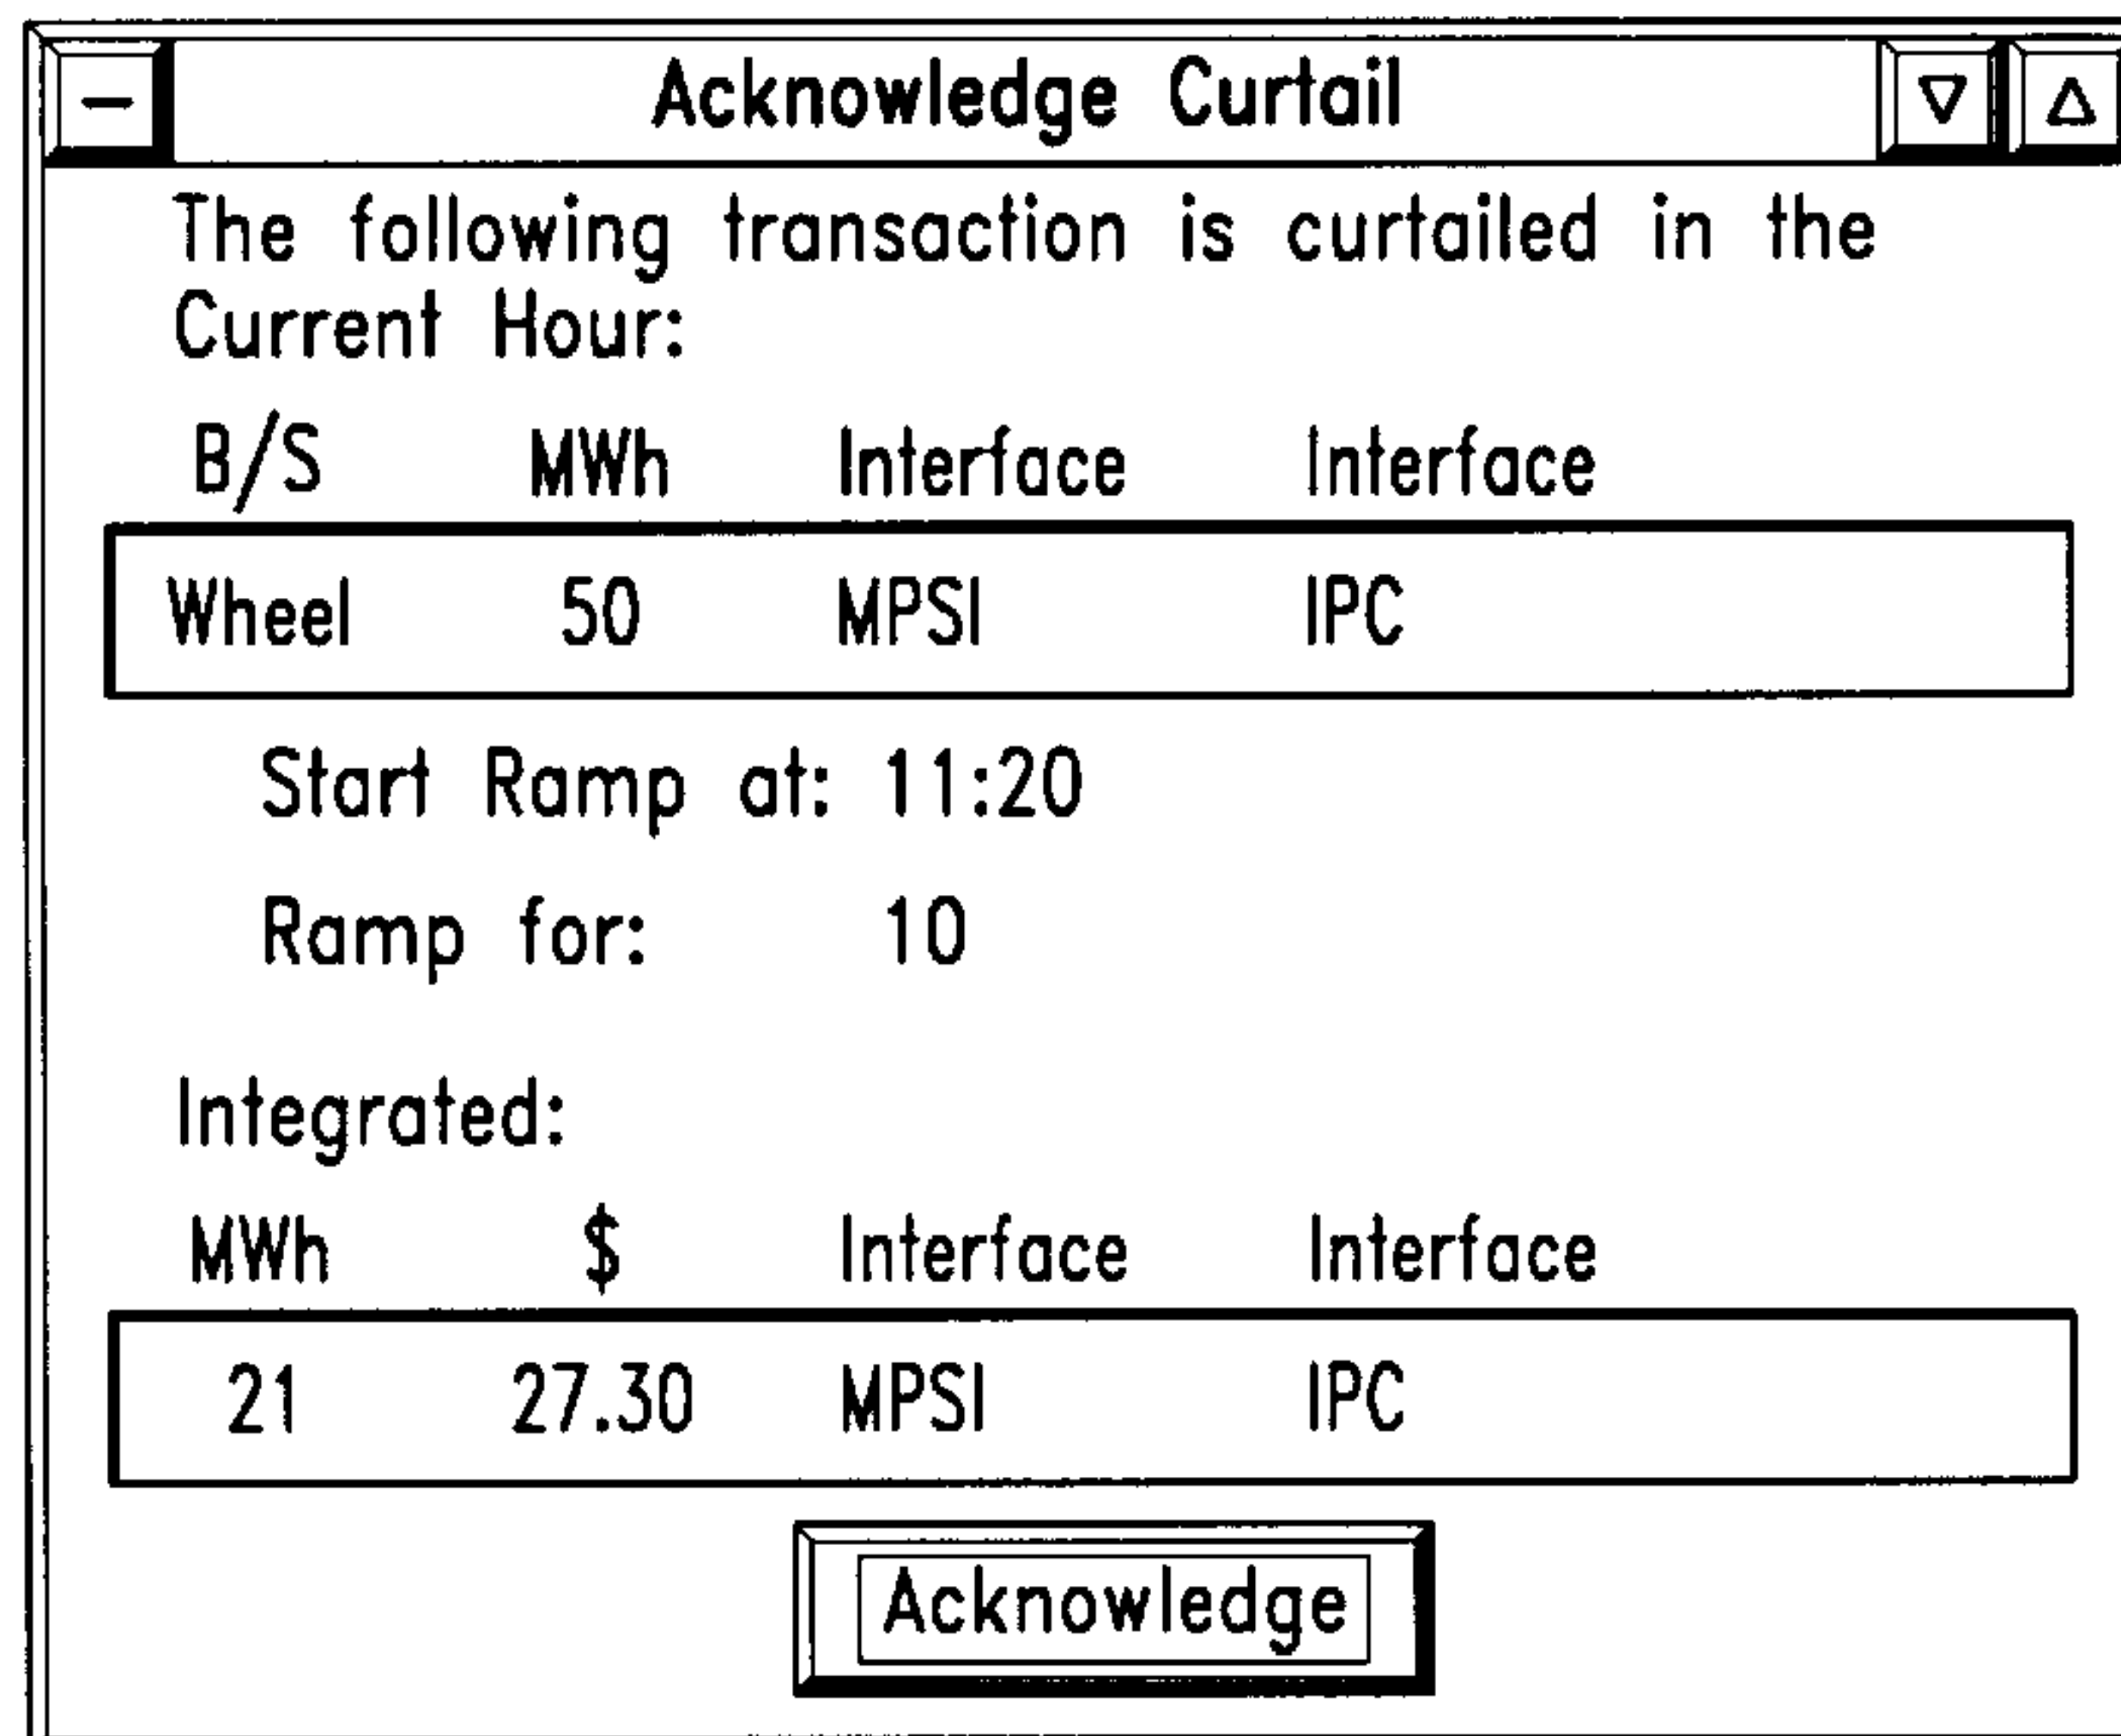 Acknowledge Curtail
The following transaction is curtailed in the
Current Hour:
B/S MWh Interface Interface
Wheel 50 MPSI IPC
Start Ramp at: 11:20
Ramp for: 10
Integrated:
MWh $ Interface Interface
21 27.30 MPSI IPC
Acknowledge